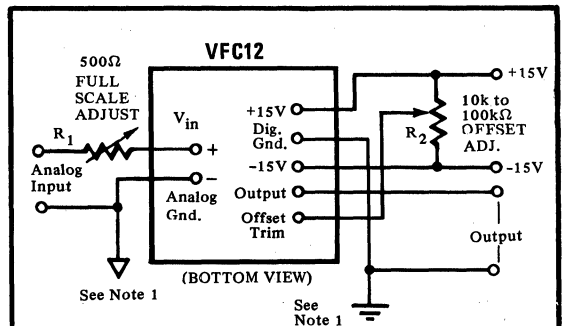 VFC12
500Ω
FULL
SCALE
ADJUST
R1
Analog
Input
Vin
+
−
Analog
Gnd.
+15V
Dig.
Gnd.
−15V
Output
Offset
Trim
+15V
10k to
100kΩ
OFFSET
ADJ.
R2
-15V
Output
(BOTTOM VIEW)
See Note 1
See
Note 1